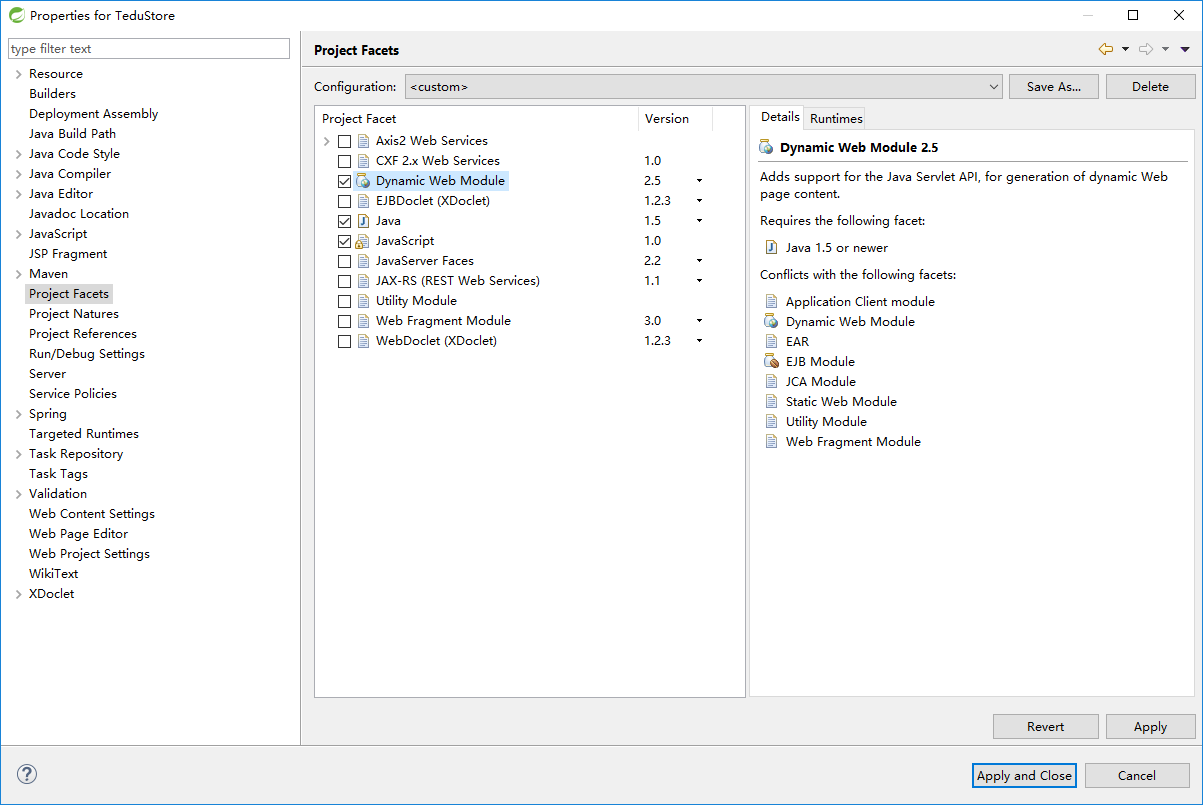 Properties for TeduStore
type filter text
Resource
Builders
Deployment Assembly
Java Build Path
Java Code Style
Java Compiler
Java Editor
Javadoc Location
JavaScript
JSP Fragment
Maven
Project Facets
Project Natures
Project References
Run/Debug Settings
Server
Service Policies
Spring
Targeted Runtimes
Task Repository
Task Tags
Validation
Web Content Settings
Web Page Editor
Web Project Settings
WikiText
XDoclet
Project Facets
Configuration: <custom> Save As... Delete
Project Facet Version
Axis2 Web Services
CXF 2.x Web Services 1.0
Dynamic Web Module 2.5
EJBDoclet (XDoclet) 1.2.3
Java 1.5
JavaScript 1.0
JavaServer Faces 2.2
JAX-RS (REST Web Services) 1.1
Utility Module
Web Fragment Module 3.0
WebDoclet (XDoclet) 1.2.3
Details Runtimes
Dynamic Web Module 2.5
Adds support for the Java Servlet API, for generation of dynamic Web
page content.
Requires the following facet:
Java 1.5 or newer
Conflicts with the following facets:
Application Client module
Dynamic Web Module
EAR
EJB Module
JCA Module
Static Web Module
Utility Module
Web Fragment Module
Revert Apply
? Apply and Close Cancel